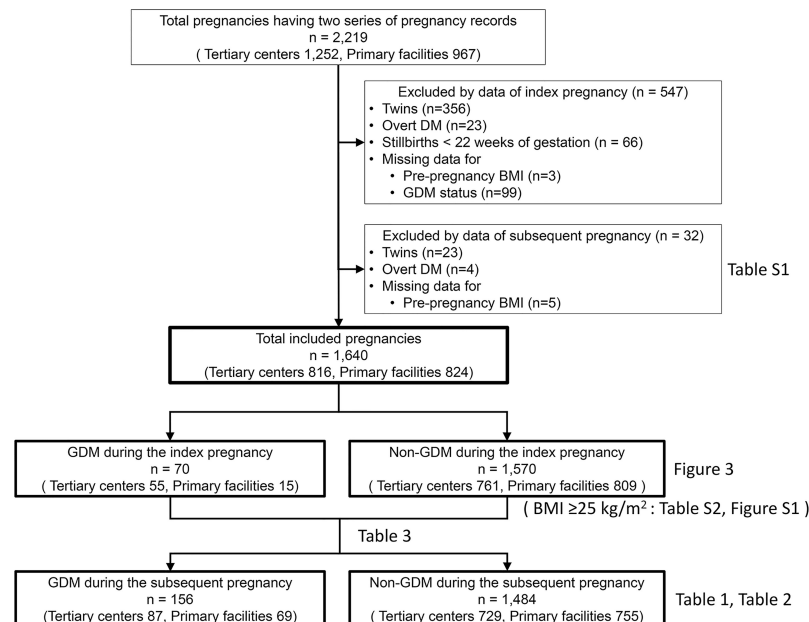 Total pregnancies having two series of pregnancy records
n = 2,219
( Tertiary centers 1,252, Primary facilities 967)
Excluded by data of index pregnancy (n = 547)
• Twins (n=356)
• Overt DM (n=23)
• Stillbirths < 22 weeks of gestation (n = 66)
• Missing data for
• Pre-pregnancy BMI (n=3)
• GDM status (n=99)
Excluded by data of subsequent pregnancy (n = 32)
• Twins (n=23)
• Overt DM (n=4)
• Missing data for
• Pre-pregnancy BMI (n=5)
Table S1
Total included pregnancies
n = 1,640
(Tertiary centers 816, Primary facilities 824)
GDM during the index pregnancy
n = 70
( Tertiary centers 55, Primary facilities 15)
Non-GDM during the index pregnancy
n = 1,570
( Tertiary centers 761, Primary facilities 809 )
Figure 3
( BMI ≥25 kg/m² : Table S2, Figure S1 )
Table 3
GDM during the subsequent pregnancy
n = 156
(Tertiary centers 87, Primary facilities 69)
Non-GDM during the subsequent pregnancy
n = 1,484
( Tertiary centers 729, Primary facilities 755)
Table 1, Table 2